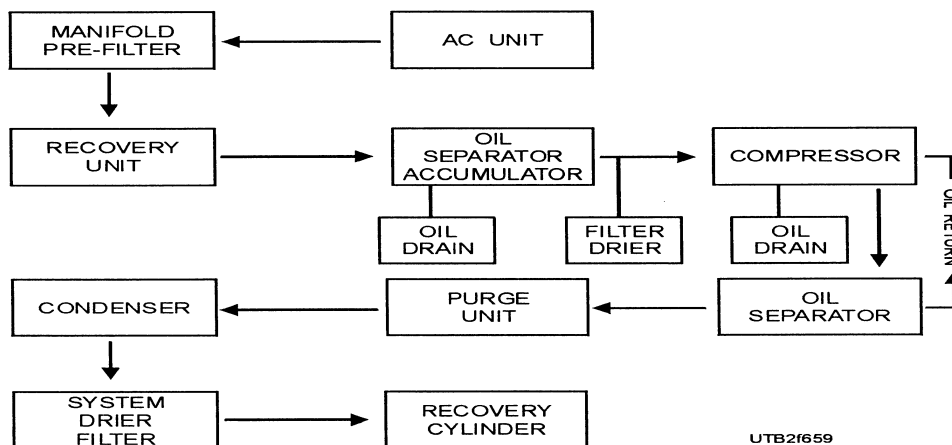 MANIFOLD
PRE-FILTER
AC UNIT
RECOVERY
UNIT
OIL
SEPARATOR
ACCUMULATOR
COMPRESSOR
OIL RETURN
OIL
DRAIN
FILTER
DRIER
OIL
DRAIN
CONDENSER
PURGE
UNIT
OIL
SEPARATOR
SYSTEM
DRIER
FILTER
RECOVERY
CYLINDER
UTB2f659